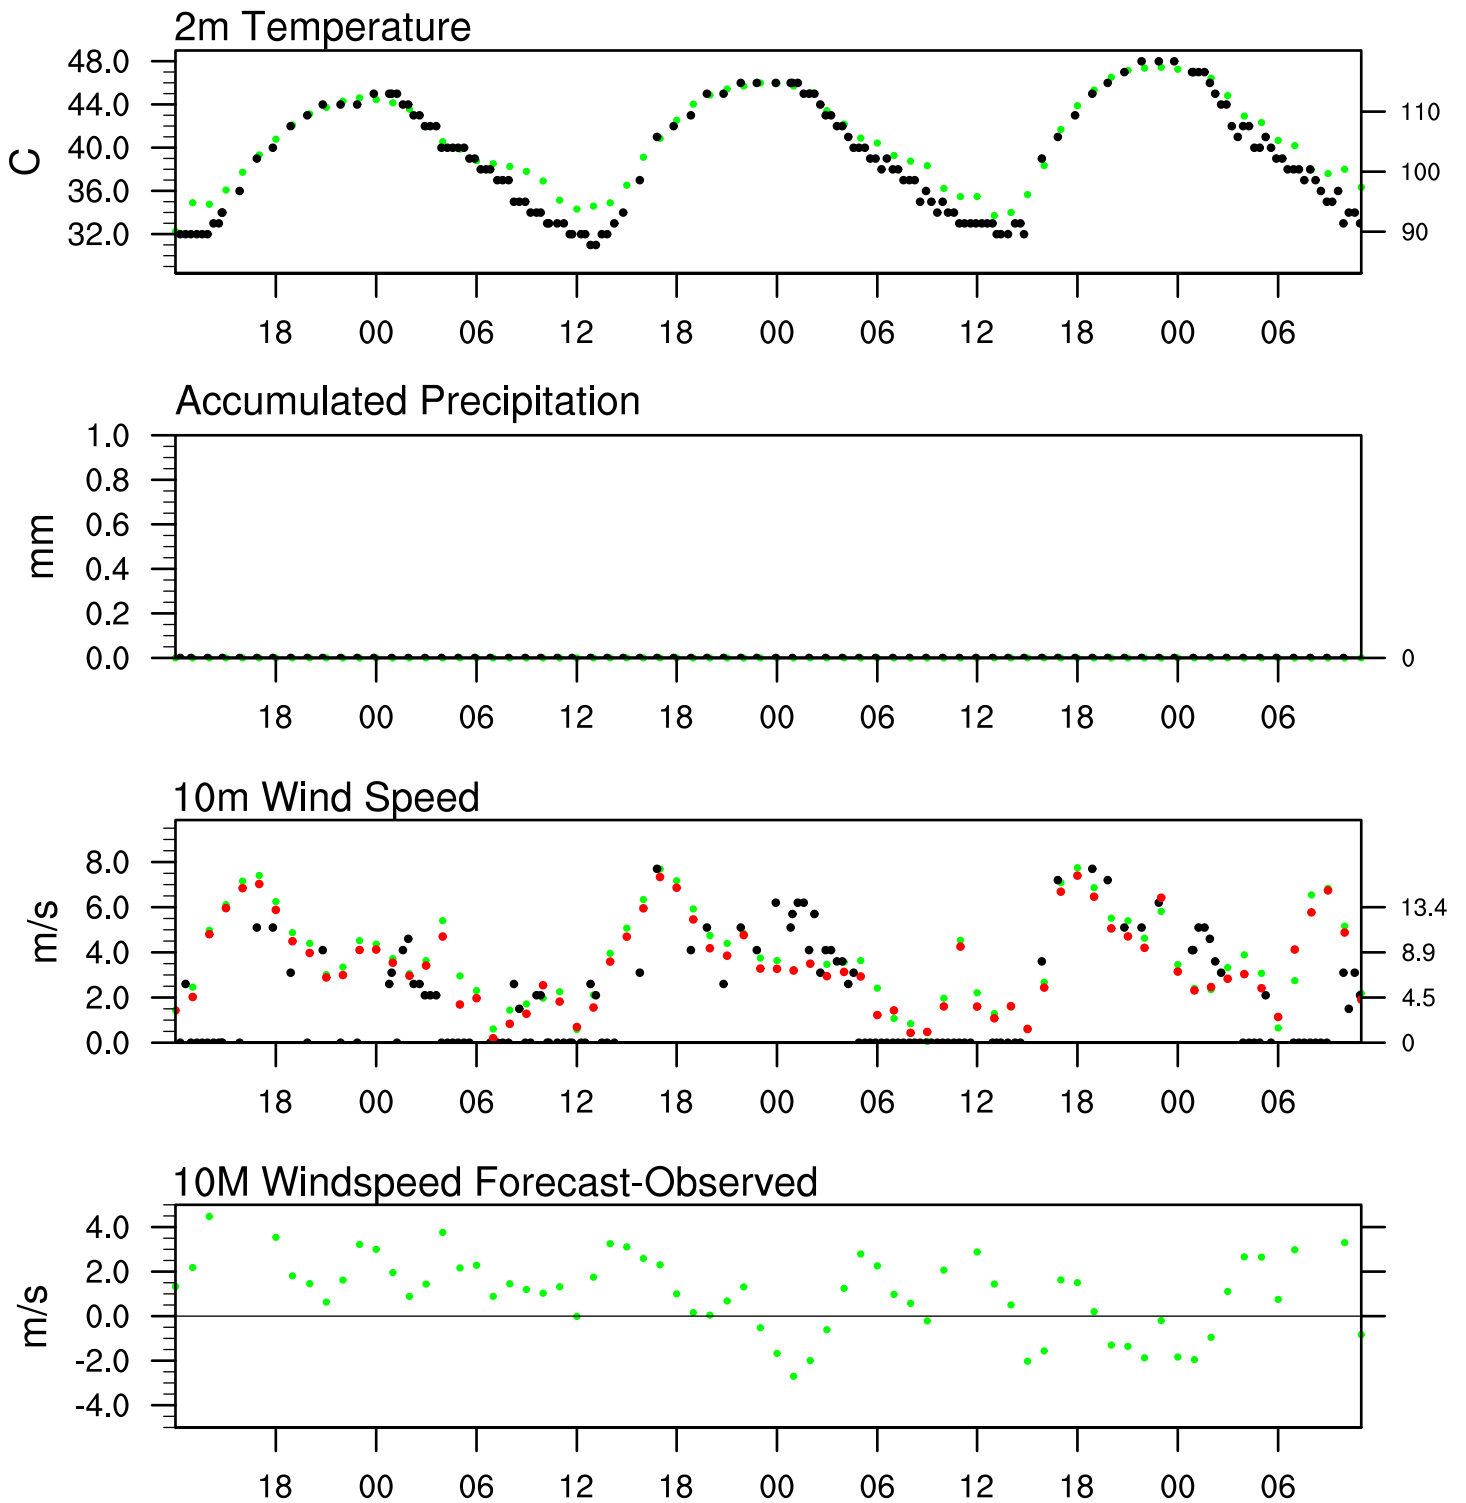 2m Temperature
48.0
44.0
40.0
36.0
32.0
C
110
100
90
18 00 06 12 18 00 06 12 18 00 06
Accumulated Precipitation
1.0
0.8
0.6
0.4
0.2
0.0
mm
0
18 00 06 12 18 00 06 12 18 00 06
10m Wind Speed
8.0
6.0
4.0
2.0
0.0
m/s
13.4
8.9
4.5
0
18 00 06 12 18 00 06 12 18 00 06
10M Windspeed Forecast-Observed
4.0
2.0
0.0
-2.0
-4.0
m/s
18 00 06 12 18 00 06 12 18 00 06